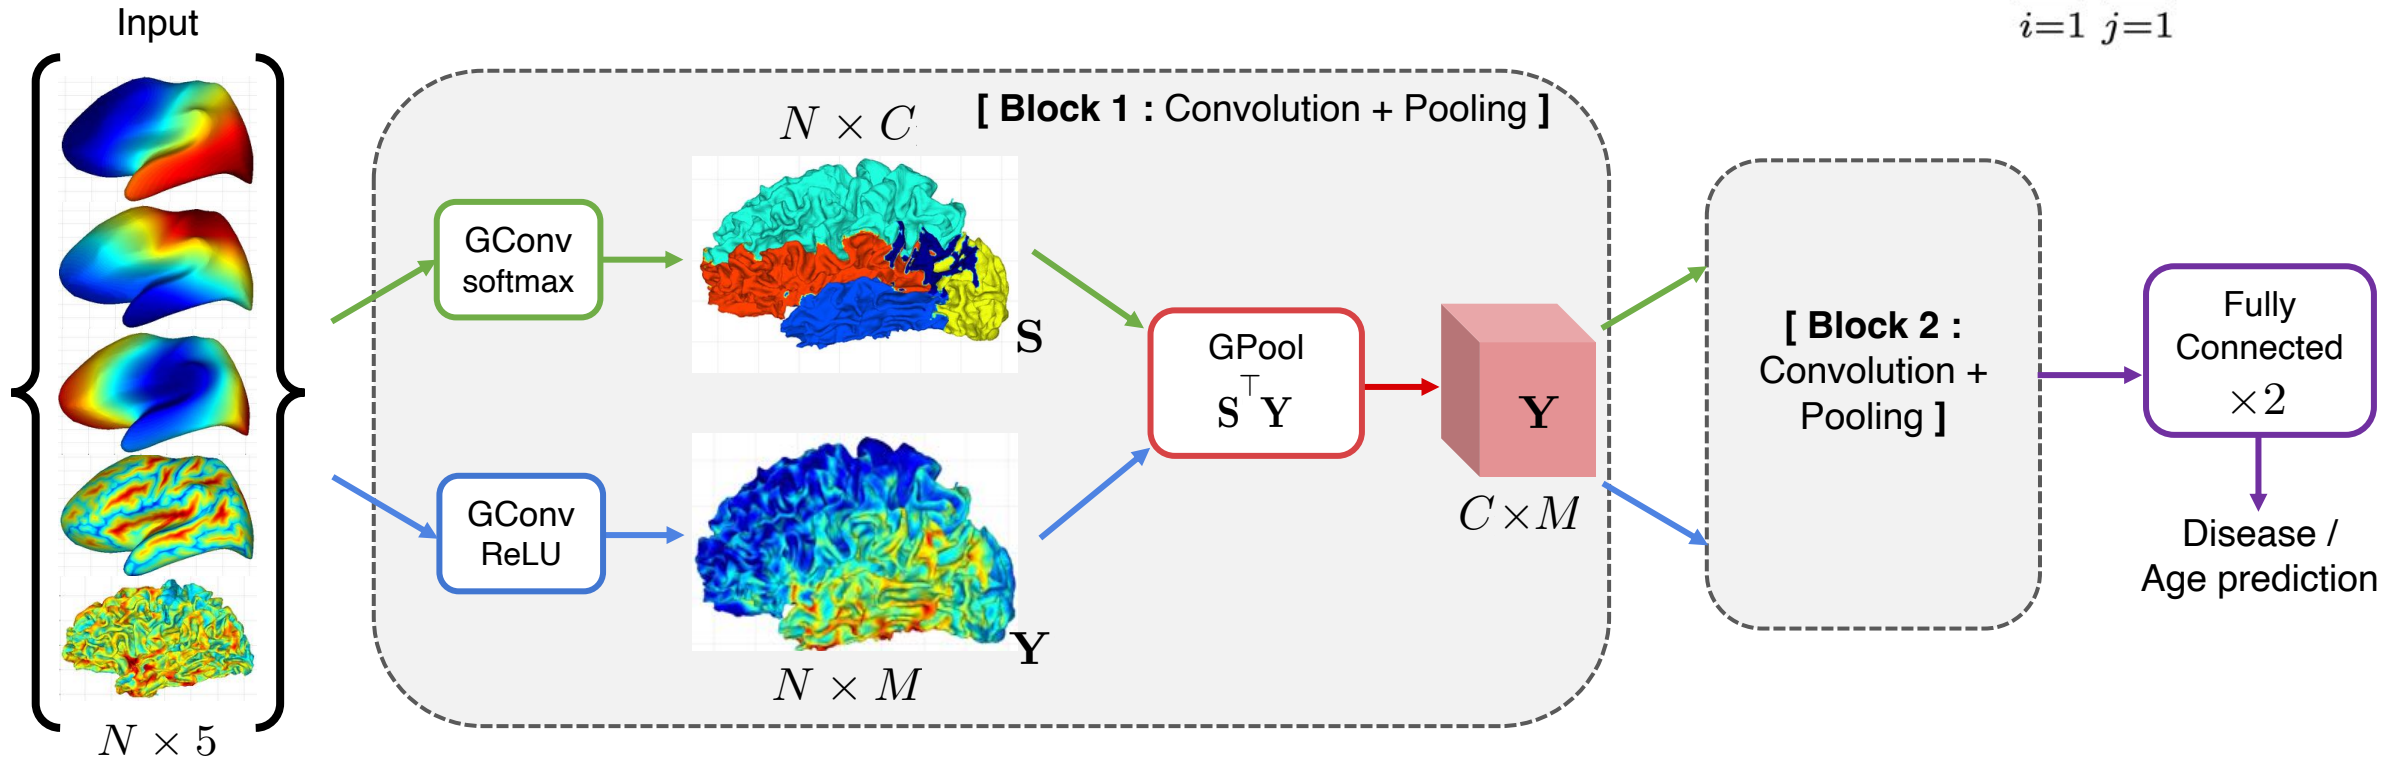 Input
i=1 j=1
[ Block 1 : Convolution + Pooling ]
N × C
GConv
softmax
S
GPool
S⊤Y
Y
C×M
GConv
ReLU
Y
N × M
N × 5
[ Block 2 :
Convolution +
Pooling ]
Fully
Connected
×2
Disease /
Age prediction